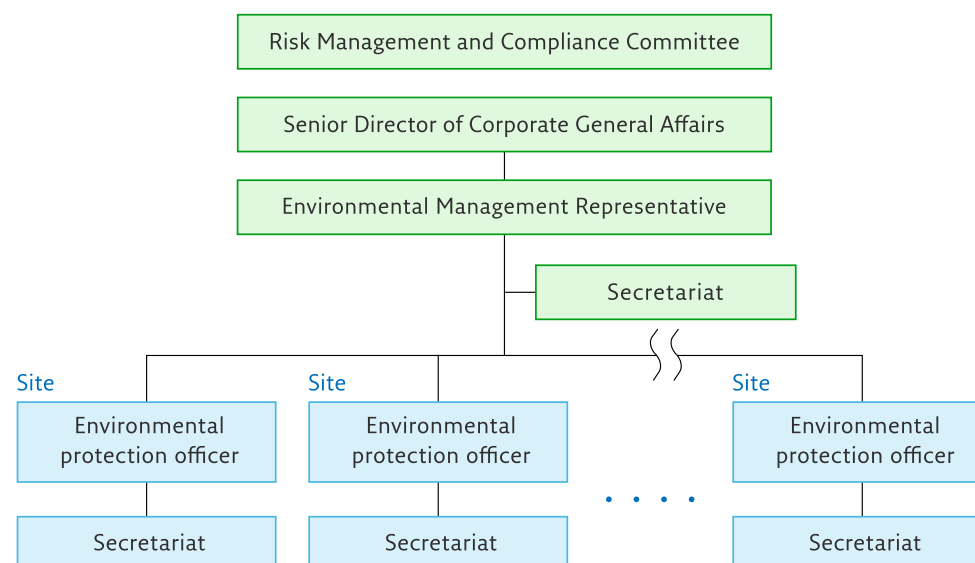 Risk Management and Compliance Committee
Senior Director of Corporate General Affairs
Environmental Management Representative
Secretariat
Site
Environmental
protection officer
Secretariat
Site
Environmental
protection officer
Secretariat
Site
Environmental
protection officer
Secretariat